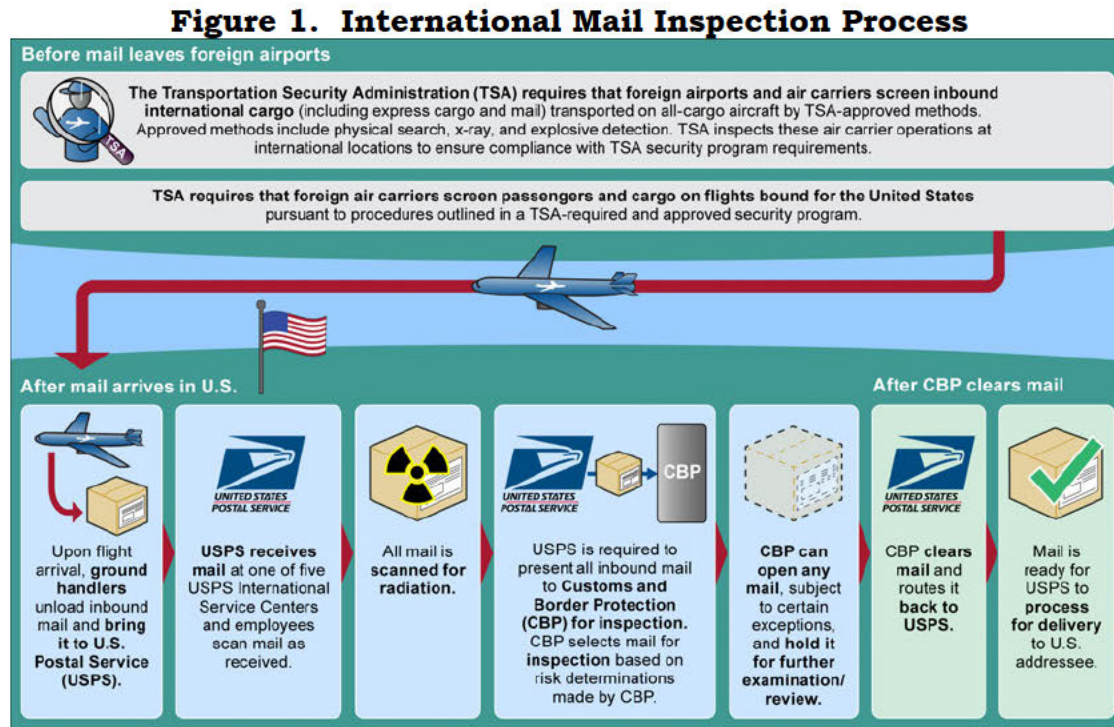 Figure 1. International Mail Inspection Process
Before mail leaves foreign airports
TSA
The Transportation Security Administration (TSA) requires that foreign airports and air carriers screen inbound
international cargo (including express cargo and mail) transported on all-cargo aircraft by TSA-approved methods.
Approved methods include physical search, x-ray, and explosive detection. TSA inspects these air carrier operations at
international locations to ensure compliance with TSA security program requirements.
TSA requires that foreign air carriers screen passengers and cargo on flights bound for the United States
pursuant to procedures outlined in a TSA-required and approved security program.
After mail arrives in U.S.
Upon flight
arrival, ground
handlers
unload inbound
mail and bring
it to U.S.
Postal Service
(USPS).
UNITED STATES
POSTAL SERVICE
USPS receives
mail at one of five
USPS International
Service Centers
and employees
scan mail as
received.
All mail is
scanned for
radiation.
UNITED STATES
POSTAL SERVICE
CBP
USPS is required to
present all inbound mail
to Customs and
Border Protection
(CBP) for inspection.
CBP selects mail for
inspection based on
risk determinations
made by CBP.
CBP can
open any
mail, subject
to certain
exceptions,
and hold it
for further
examination/
review.
After CBP clears mail
UNITED STATES
POSTAL SERVICE
CBP clears
mail and
routes it
back to
USPS.
Mail is
ready for
USPS to
process
for delivery
to U.S.
addressee.